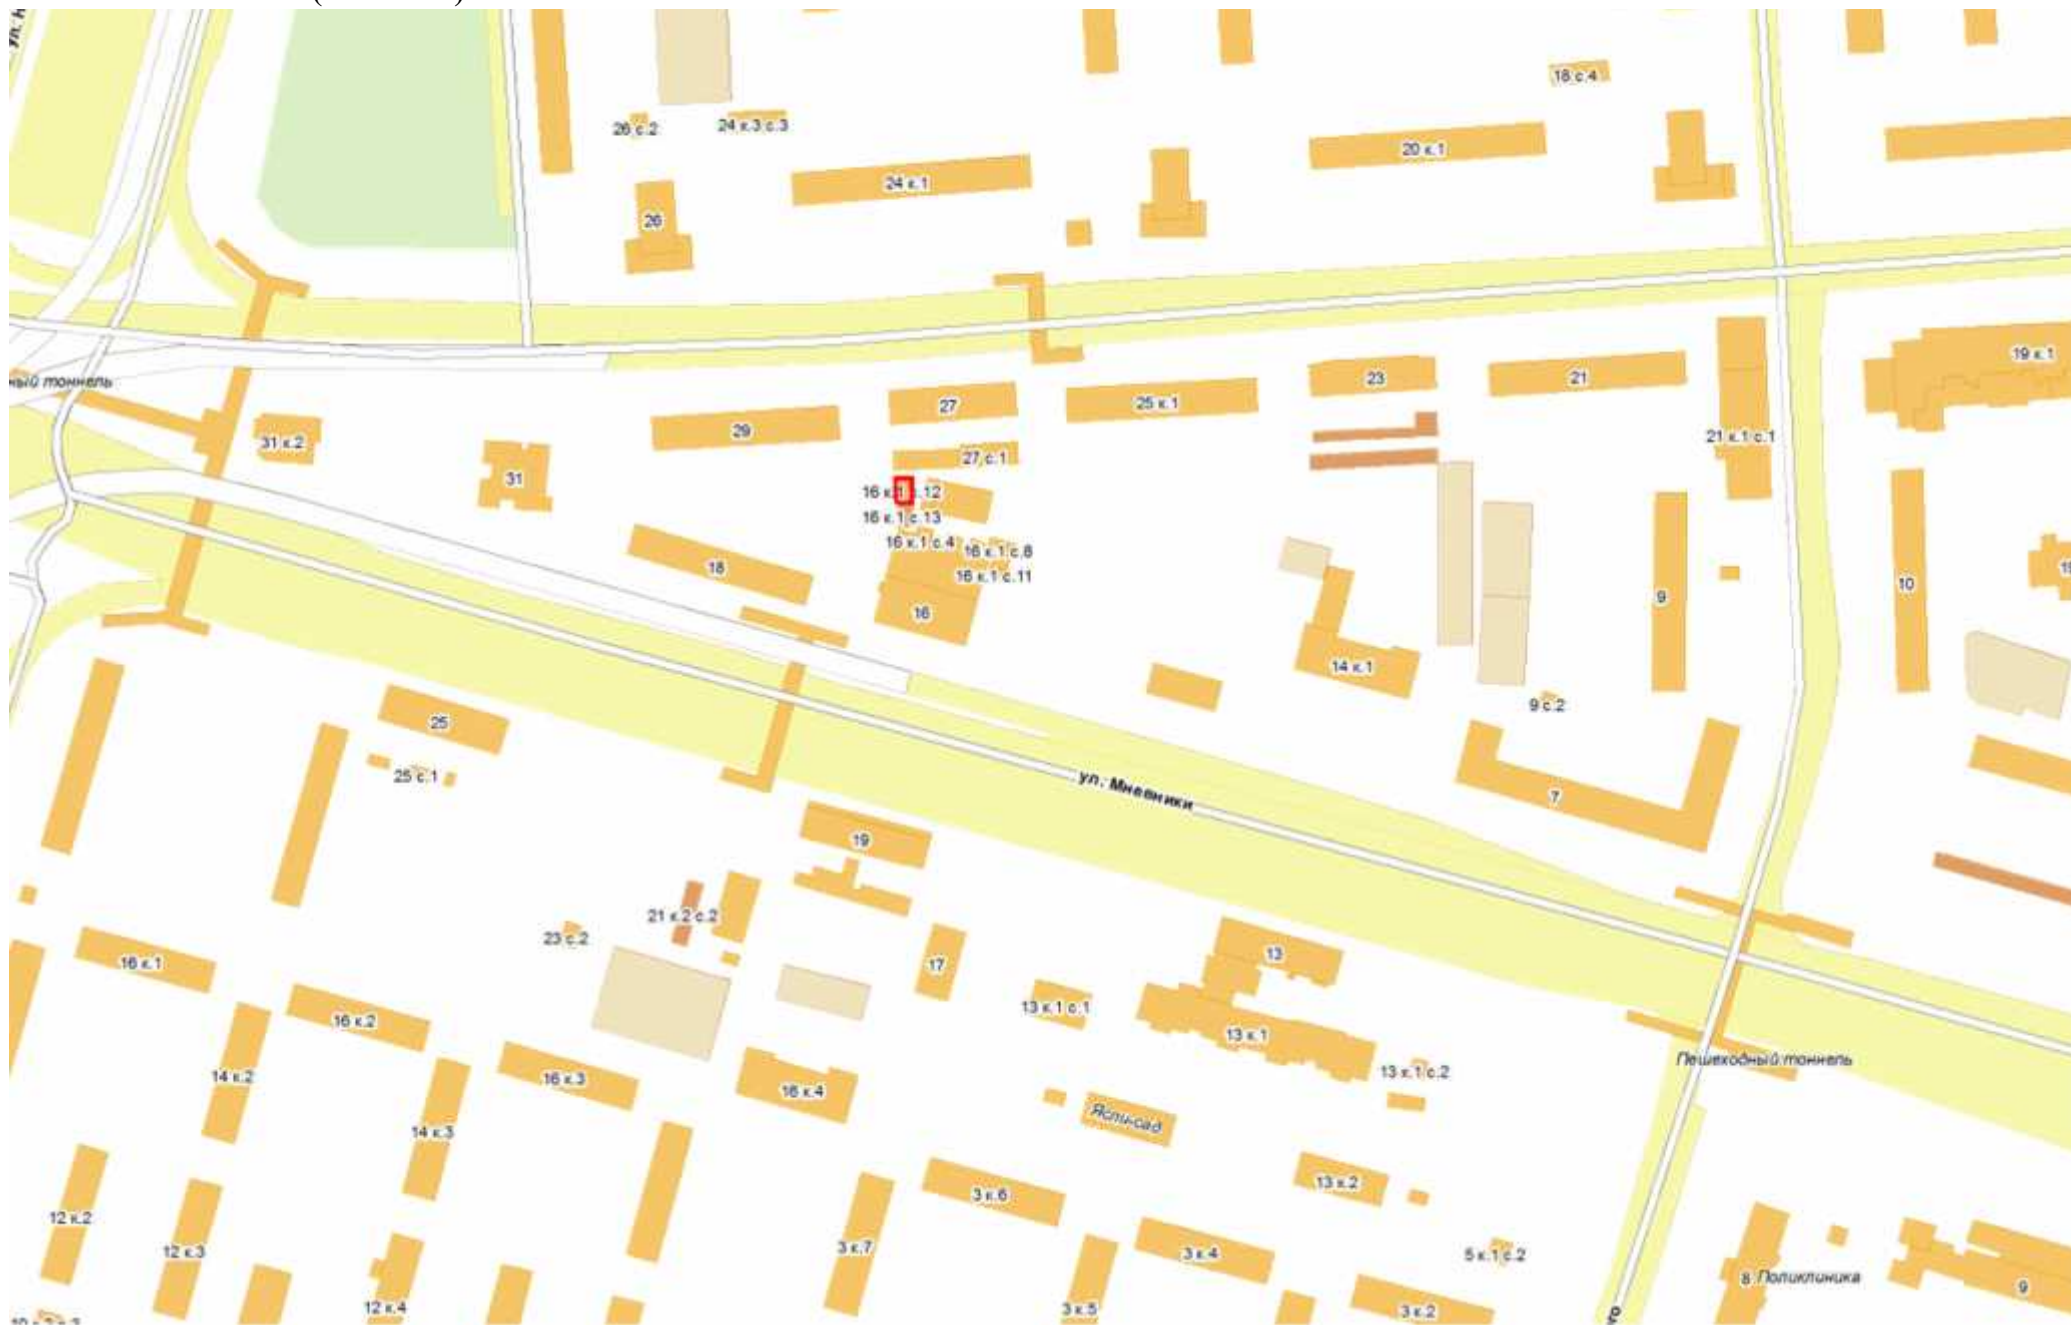 18 с.4
26 с.2
24 к.3 с.3
20 к.1
24 к.1
26
19 к.1
ный тоннель
23
21
27
25 к.1
29
31 к.2
21 к.1 с.1
27 с.1
31
16 к.1 с.12
16 к.1 с.13
16 к.1 с.4
16 к.1 с.8
18
16 к.1 с.11
10
9
16
14 к.1
9 с.2
25
25 с.1
ул. Мневники
7
19
21 к.2 с.2
23 с.2
13
16 к.1
17
13 к.1 с.1
16 к.2
13 к.1
Пешеходный тоннель
14 к.2
16 к.3
13 к.1 с.2
16 к.4
Ясли-сад
14 к.3
13 к.2
3 к.6
12 к.2
12 к.3
3 к.7
3 к.4
5 к.1 с.2
8 Поликлиника
9
12 к.4
3 к.5
3 к.2